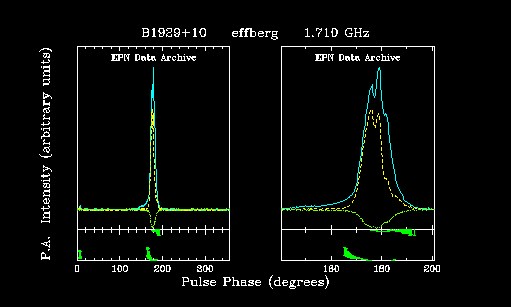 B1929+10 effberg 1.710 GHz
EPN Data Archive EPN Data Archive
P.A. Intensity (arbitrary units)
0 100 200 300 180 190 200
Pulse Phase (degrees)